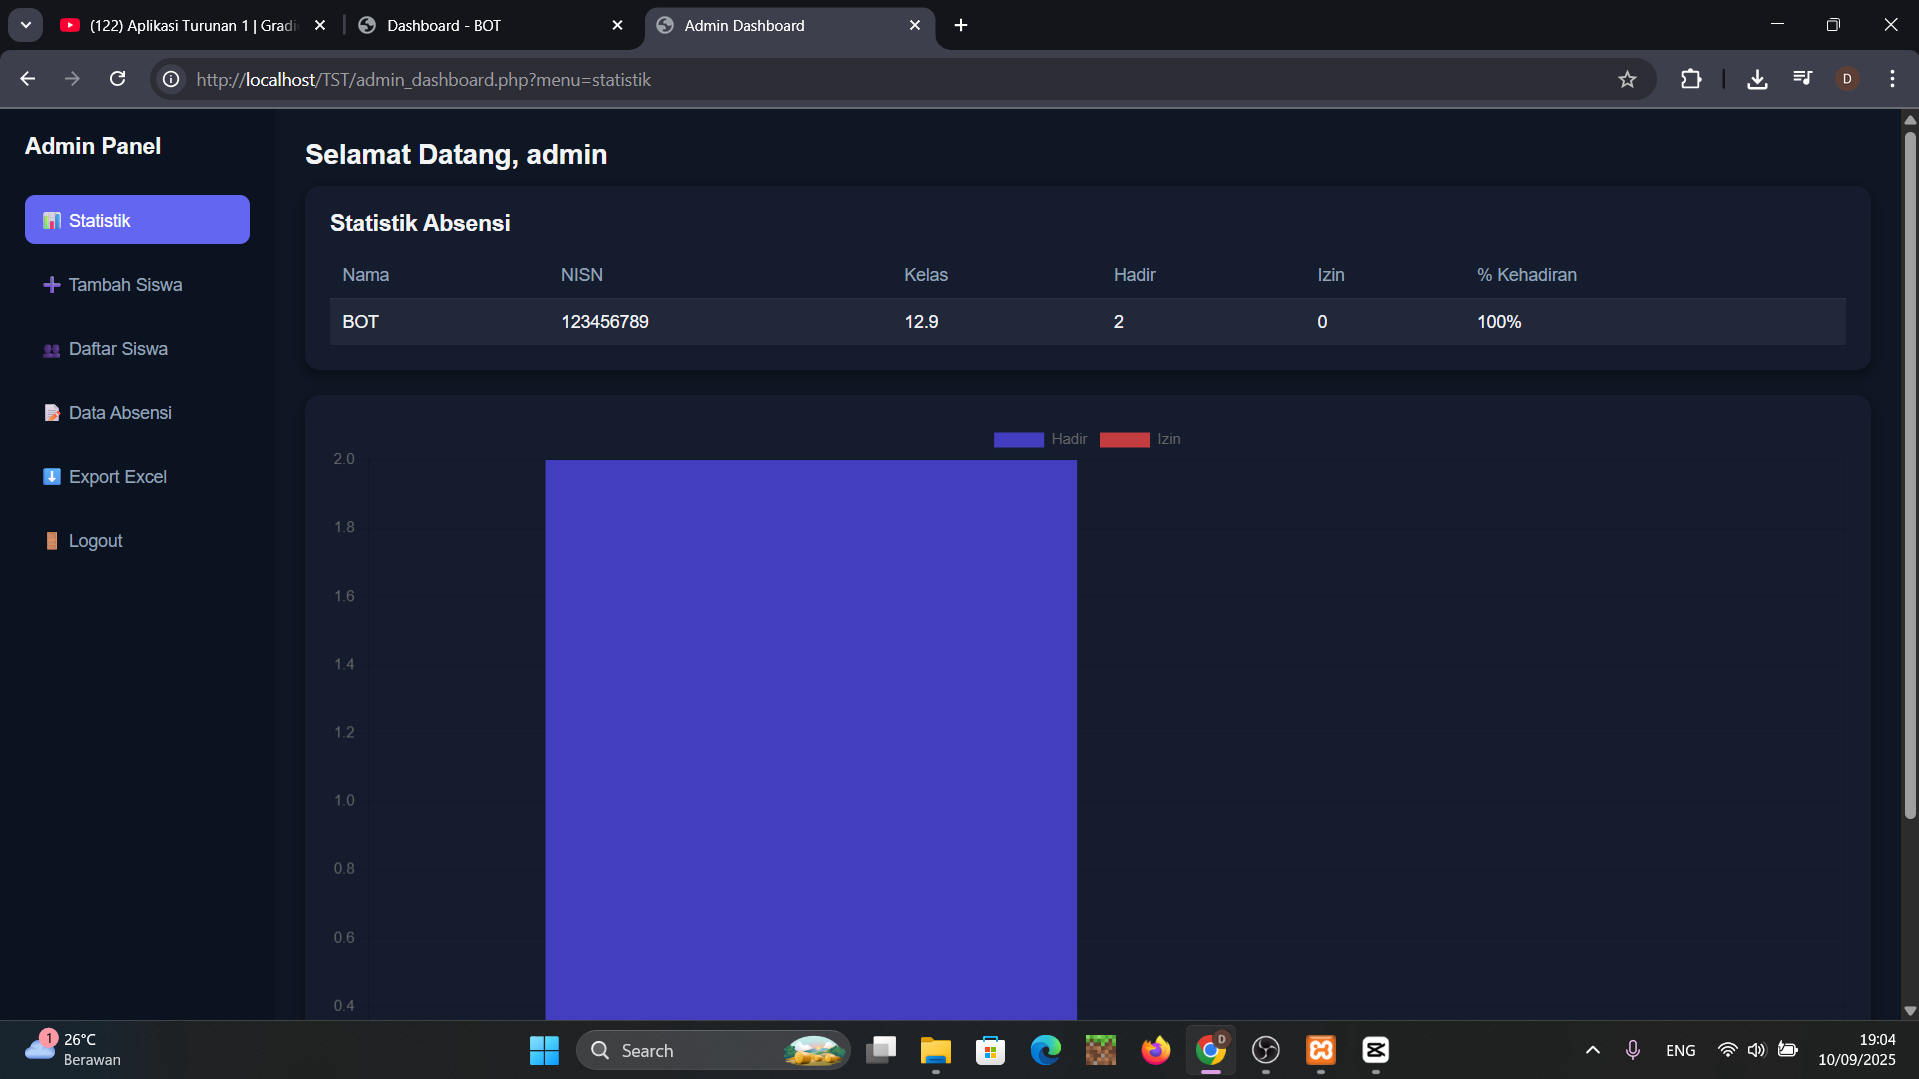 (122) Aplikasi Turunan 1 | Gradi
Dashboard - BOT
Admin Dashboard
http://localhost/TST/admin_dashboard.php?menu=statistik
D
Admin Panel
Statistik
Tambah Siswa
Daftar Siswa
Data Absensi
Export Excel
Logout
Selamat Datang, admin
Statistik Absensi
Nama NISN Kelas Hadir Izin % Kehadiran
BOT 123456789 12.9 2 0 100%
Hadir Izin
2.0
1.8
1.6
1.4
1.2
1.0
0.8
0.6
0.4
1
26°C
Berawan
Search
D
ENG
19:04
10/09/2025